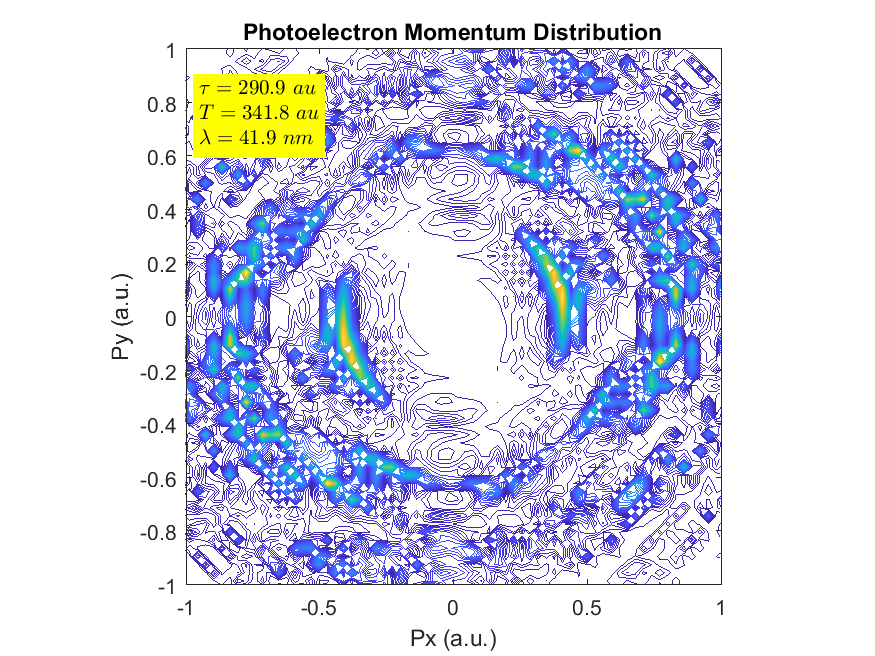 Photoelectron Momentum Distribution
τ = 290.9 au
T = 341.8 au
λ = 41.9 nm
1
0.8
0.6
0.4
0.2
0
-0.2
-0.4
-0.6
-0.8
-1
Py (a.u.)
-1 -0.5 0 0.5 1
Px (a.u.)